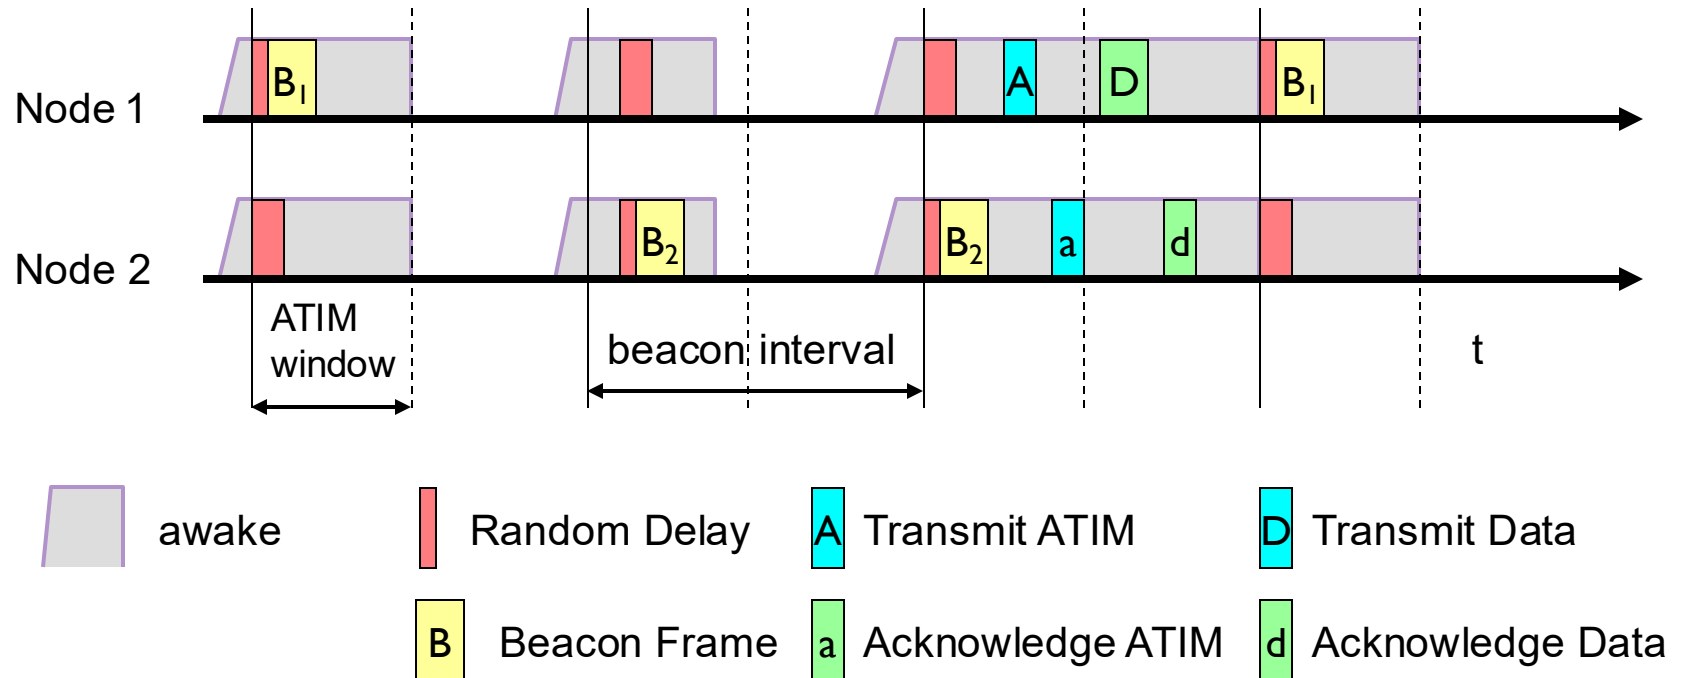 B₁ A D B₁
Node 1
B₂ B₂ a d
Node 2
ATIM
window
beacon interval
t
awake
Random Delay
A Transmit ATIM
D Transmit Data
B Beacon Frame
a Acknowledge ATIM
d Acknowledge Data